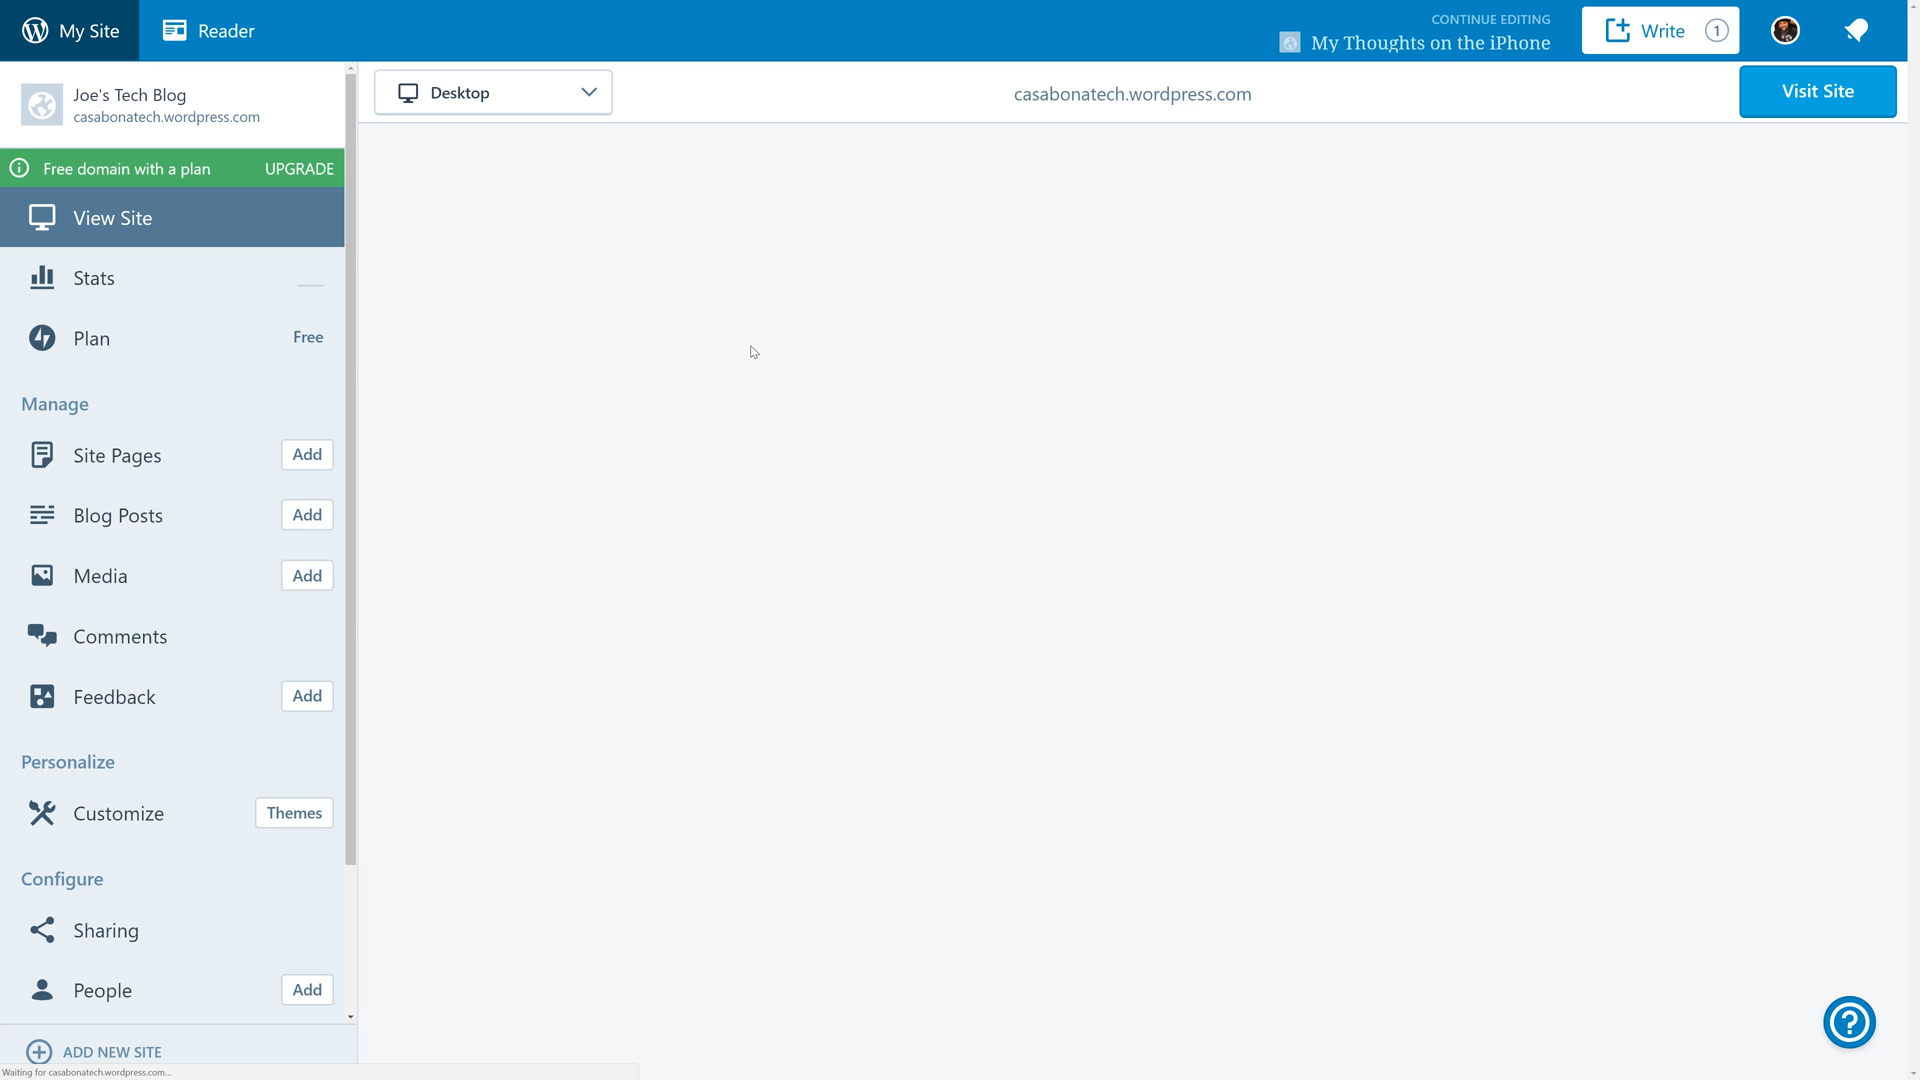 My Site
Reader
CONTINUE EDITING
My Thoughts on the iPhone
Write 1
Joe's Tech Blog
casabonatech.wordpress.com
Desktop
casabonatech.wordpress.com
Visit Site
Free domain with a plan UPGRADE
View Site
Stats
Plan Free
Manage
Site Pages Add
Blog Posts Add
Media Add
Comments
Feedback Add
Personalize
Customize Themes
Configure
Sharing
People Add
ADD NEW SITE
Waiting for casabonatech.wordpress.com...